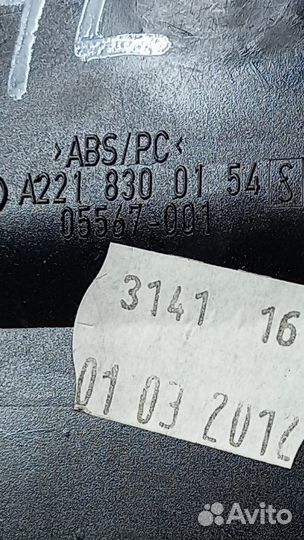 >ABS/PC<
A221 830 01 54 S
05567-001
3141 16
01 03 2012
Avito